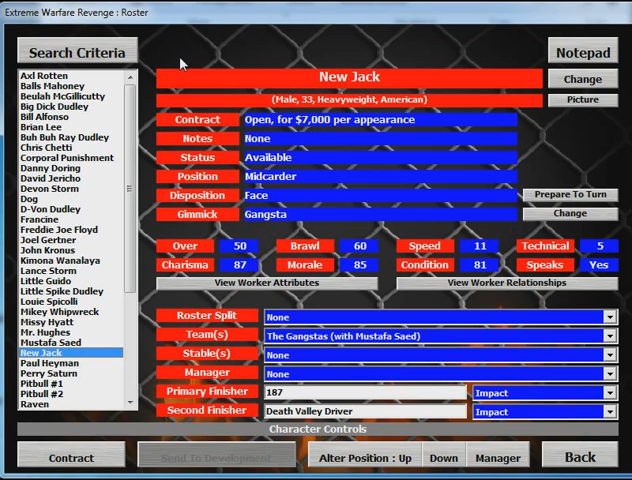 Extreme Warfare Revenge : Roster
Search Criteria
Notepad
New Jack
Change
(Male, 33, Heavyweight, American)
Picture
Axl Rotten
Balls Mahoney
Beulah McGillicutty
Big Dick Dudley
Bill Alfonso
Brian Lee
Buh Buh Ray Dudley
Chris Chetti
Corporal Punishment
Danny Doring
David Jericho
Devon Storm
Dog
D-Von Dudley
Francine
Freddie Joe Floyd
Joel Gertner
John Kronus
Kimona Wanalaya
Lance Storm
Little Guido
Little Spike Dudley
Louie Spicolli
Mikey Whipwreck
Missy Hyatt
Mr. Hughes
Mustafa Saed
New Jack
Paul Heyman
Perry Saturn
Pitbull #1
Pitbull #2
Raven
Contract Open, for $7,000 per appearance
Notes None
Status Available
Position Midcarder
Disposition Face Prepare To Turn
Gimmick Gangsta Change
Over 50 Brawl 60 Speed 11 Technical 5
Charisma 87 Morale 85 Condition 81 Speaks Yes
View Worker Attributes View Worker Relationships
Roster Split None
Team(s) The Gangstas (with Mustafa Saed)
Stable(s) None
Manager None
Primary Finisher 187 Impact
Second Finisher Death Valley Driver Impact
Character Controls
Contract Send To Development Alter Position : Up Down Manager Back